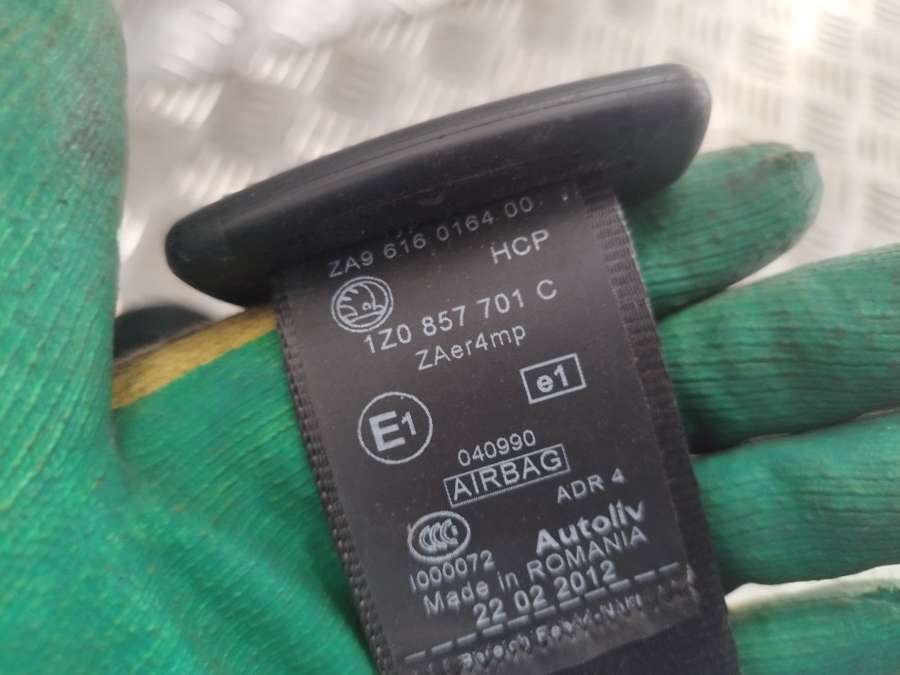 ZA9 616 0164 00
HCP
1Z0 857 701 C
ZAer4mp
e1
E1
040990
AIRBAG
ADR 4
CCC
I000072
Autoliv
Made in ROMANIA
22 02 2012